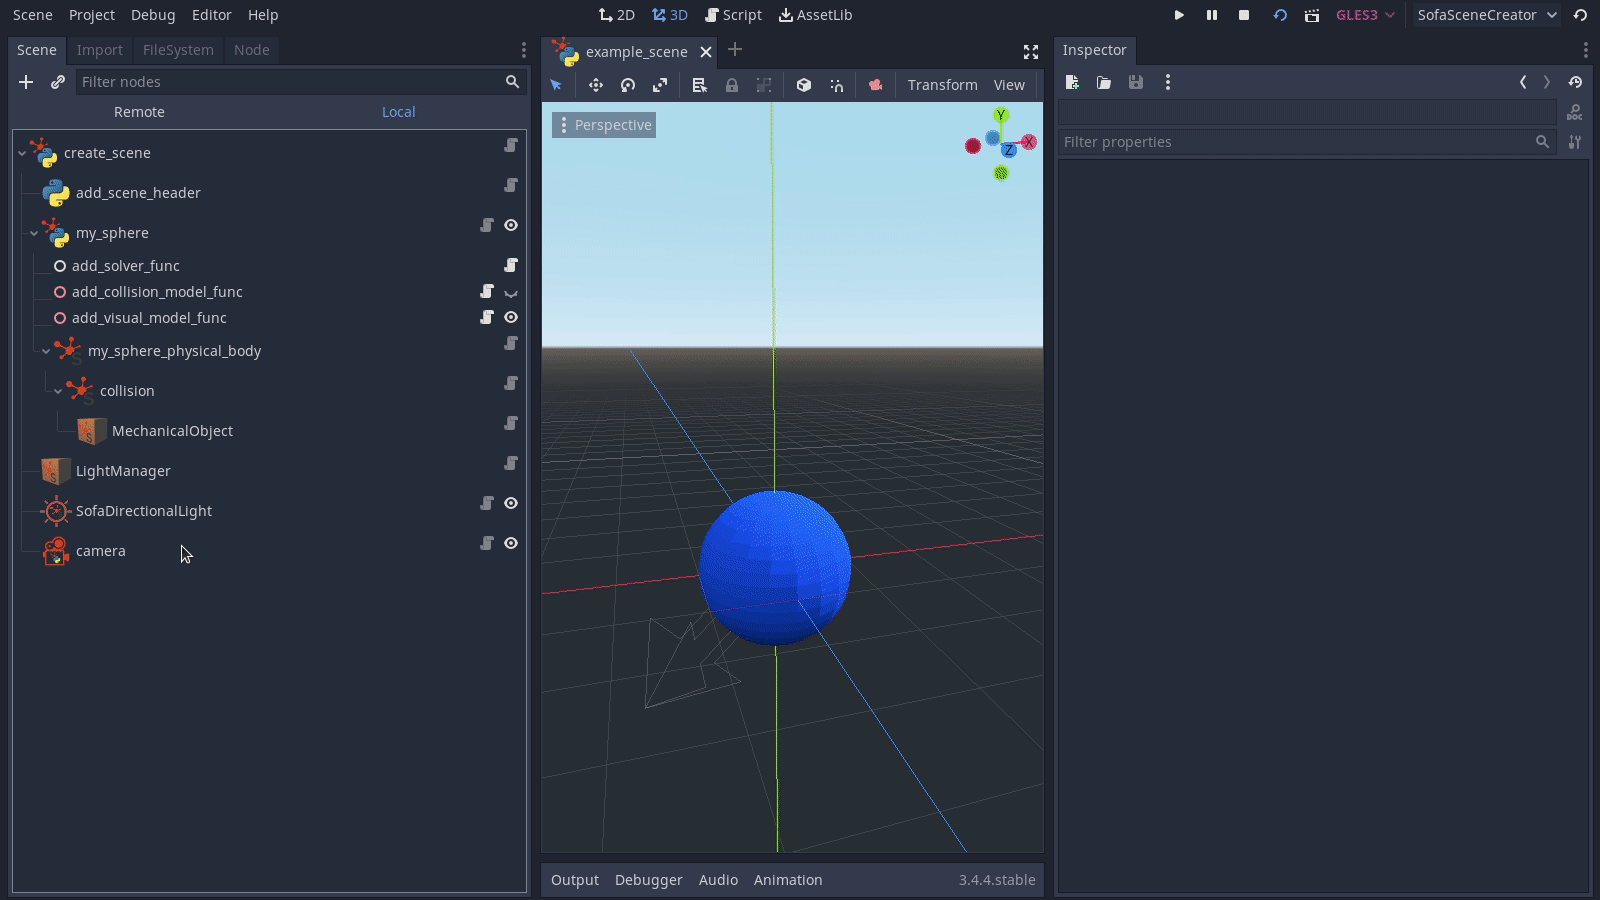 Scene Project Debug Editor Help 2D 3D Script AssetLib GLES3 SofaSceneCreator
Scene Import FileSystem Node
Filter nodes
Remote Local
create_scene
add_scene_header
my_sphere
add_solver_func
add_collision_model_func
add_visual_model_func
my_sphere_physical_body
collision
MechanicalObject
LightManager
SofaDirectionalLight
camera
example_scene
Transform View
Perspective
Y
X
Z
Output Debugger Audio Animation 3.4.4.stable
Inspector
DOC
Filter properties